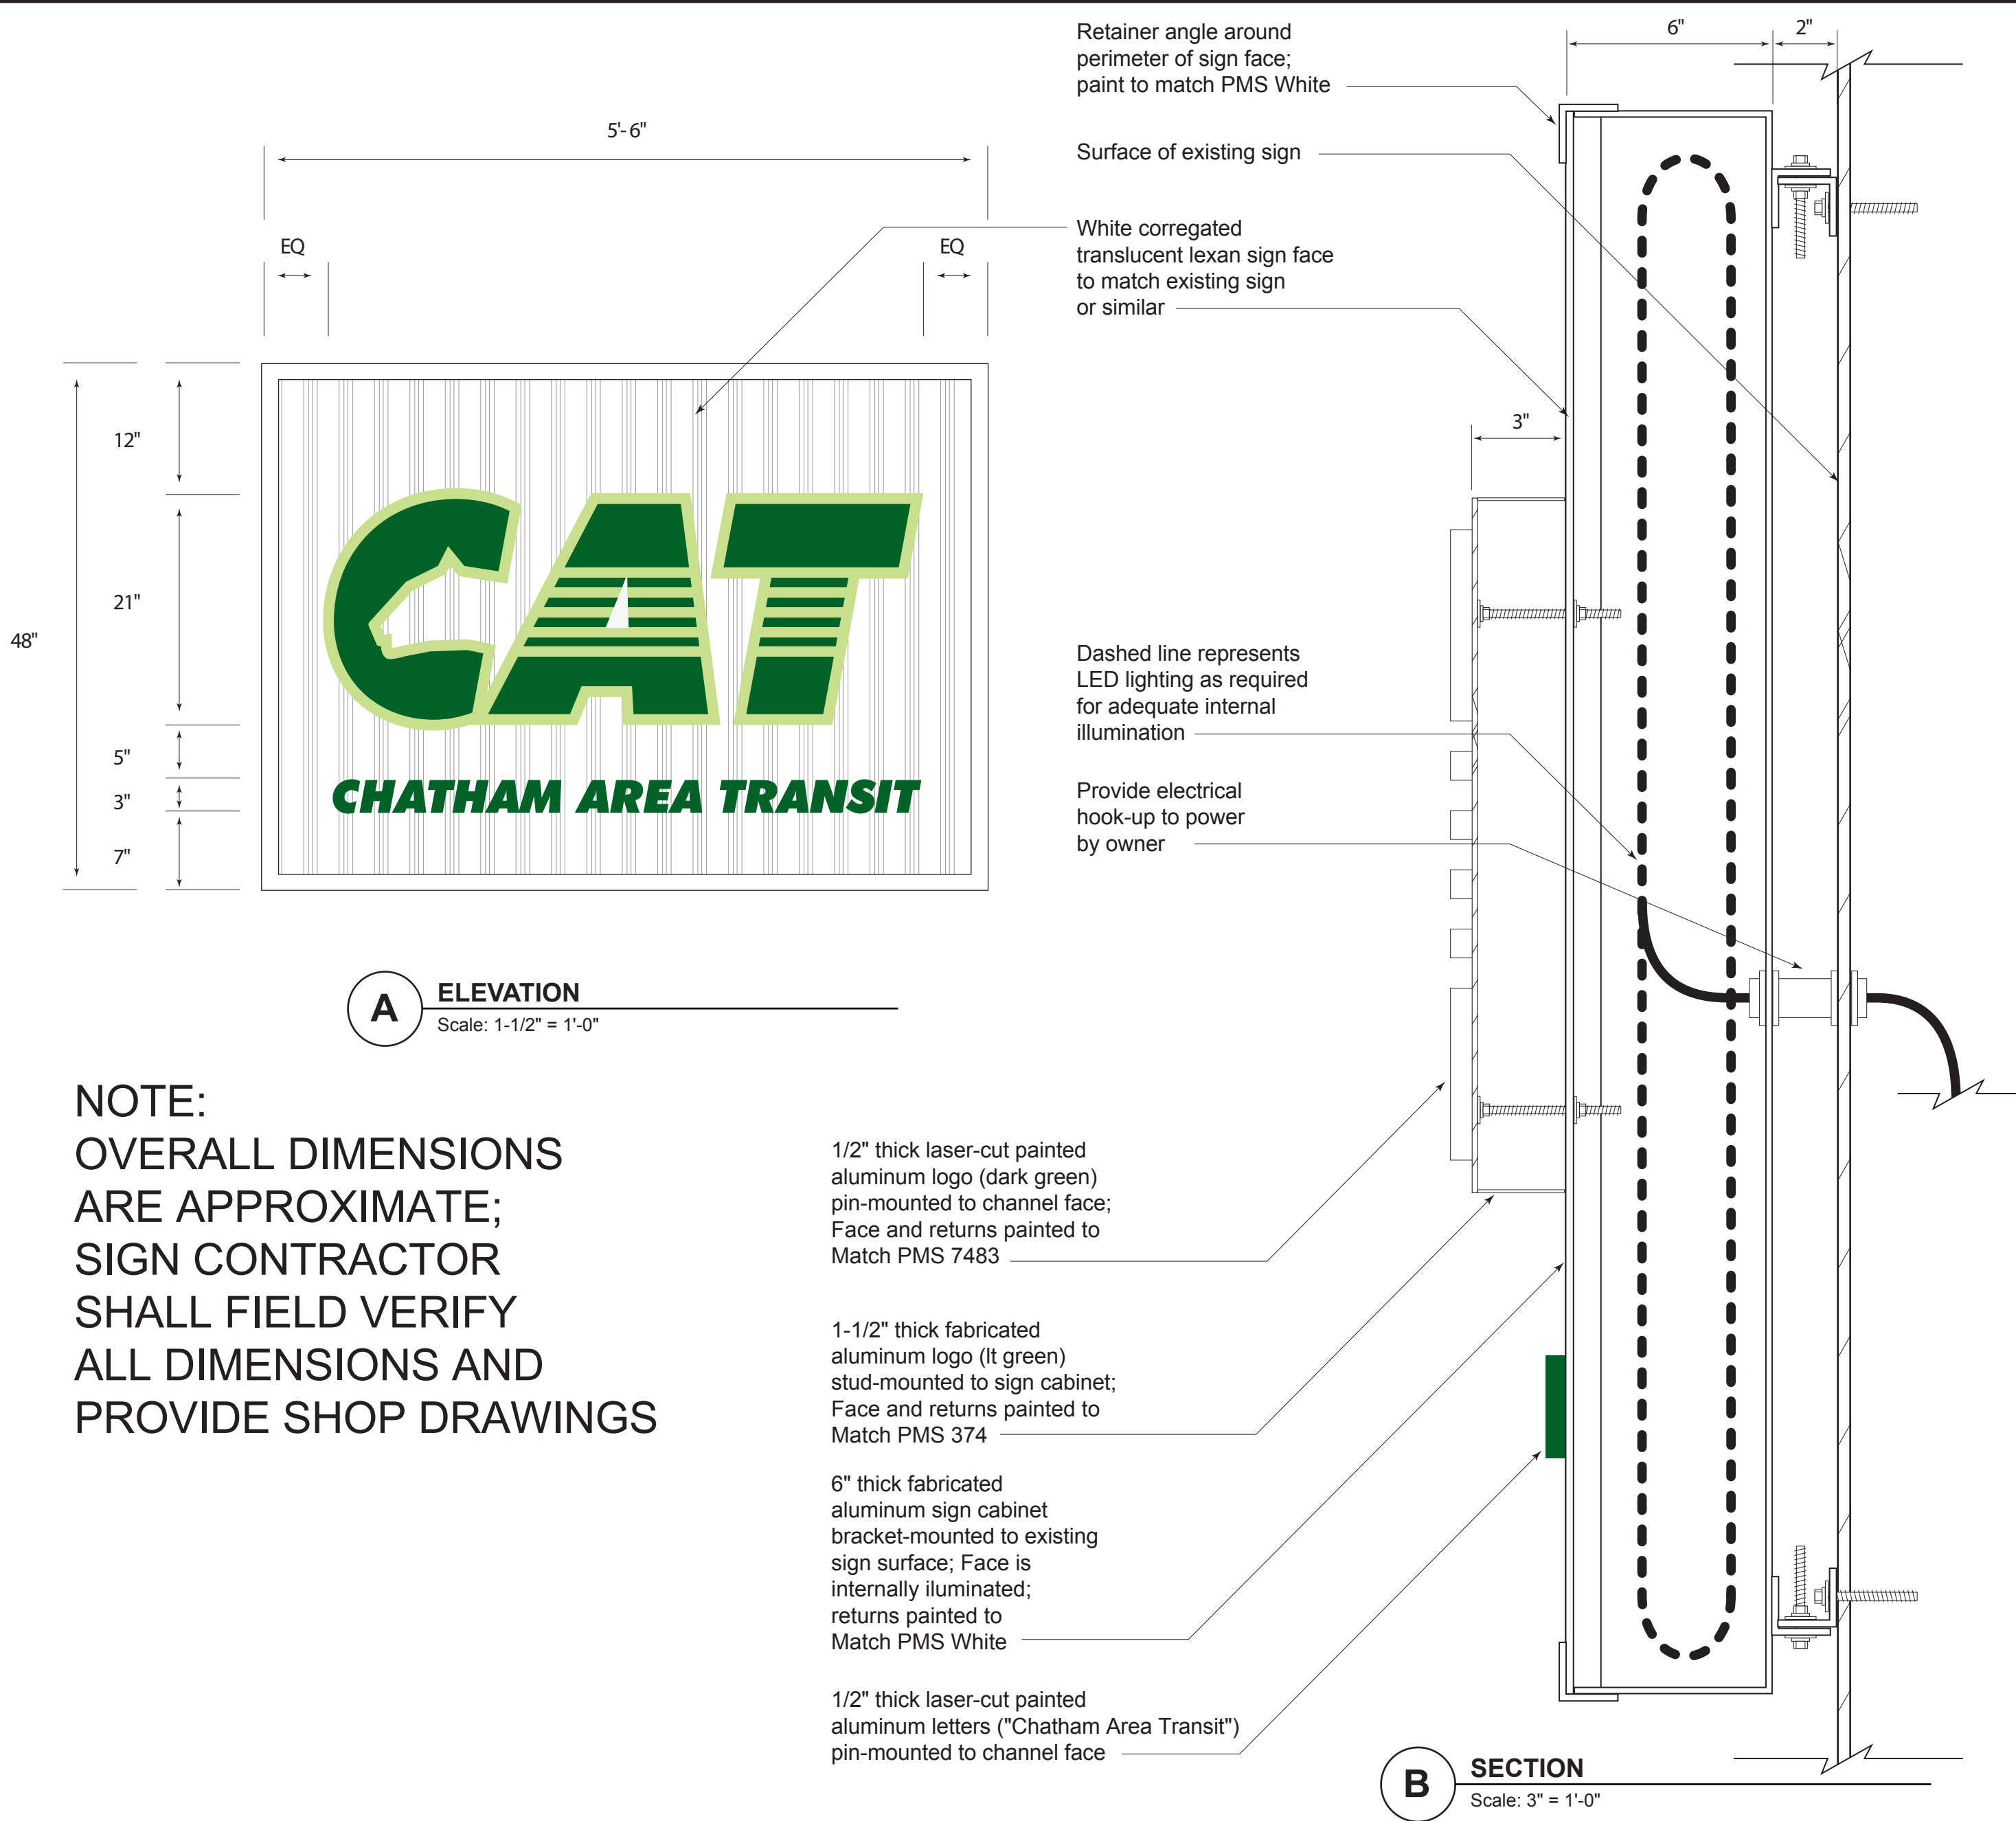 5'-6"
EQ
EQ
48"
12"
21"
5"
3"
7"
CAT
CHATHAM AREA TRANSIT
A
ELEVATION
Scale: 1-1/2" = 1'-0"
NOTE:
OVERALL DIMENSIONS
ARE APPROXIMATE;
SIGN CONTRACTOR
SHALL FIELD VERIFY
ALL DIMENSIONS AND
PROVIDE SHOP DRAWINGS
Retainer angle around
perimeter of sign face;
paint to match PMS White
Surface of existing sign
White corregated
translucent lexan sign face
to match existing sign
or similar
Dashed line represents
LED lighting as required
for adequate internal
illumination
Provide electrical
hook-up to power
by owner
1/2" thick laser-cut painted
aluminum logo (dark green)
pin-mounted to channel face;
Face and returns painted to
Match PMS 7483
1-1/2" thick fabricated
aluminum logo (lt green)
stud-mounted to sign cabinet;
Face and returns painted to
Match PMS 374
6" thick fabricated
aluminum sign cabinet
bracket-mounted to existing
sign surface; Face is
internally iluminated;
returns painted to
Match PMS White
1/2" thick laser-cut painted
aluminum letters ("Chatham Area Transit")
pin-mounted to channel face
6"
2"
3"
B
SECTION
Scale: 3" = 1'-0"